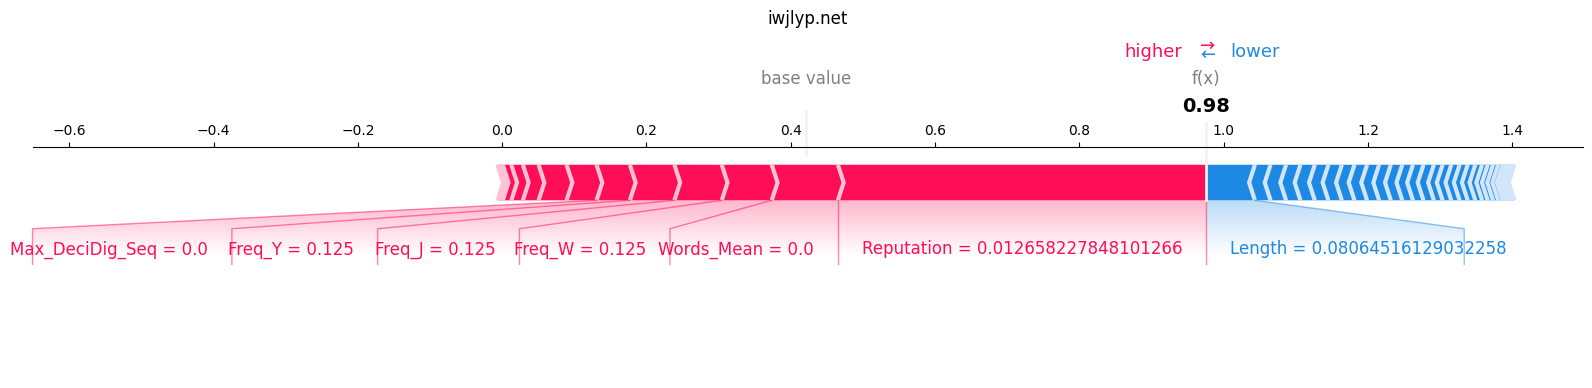 iwjlyp.net
higher ⇄ lower
base value f(x)
0.98
−0.6 −0.4 −0.2 0.0 0.2 0.4 0.6 0.8 1.0 1.2 1.4
Max_DeciDig_Seq = 0.0 Freq_Y = 0.125 Freq_J = 0.125 Freq_W = 0.125 Words_Mean = 0.0 Reputation = 0.012658227848101266 Length = 0.08064516129032258